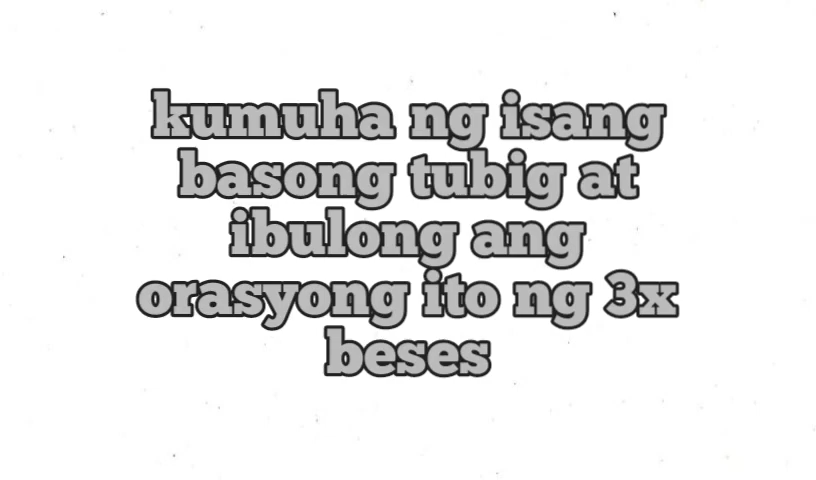 kumuha ng isang
basong tubig at
ibulong ang
orasyong ito ng 3x
beses